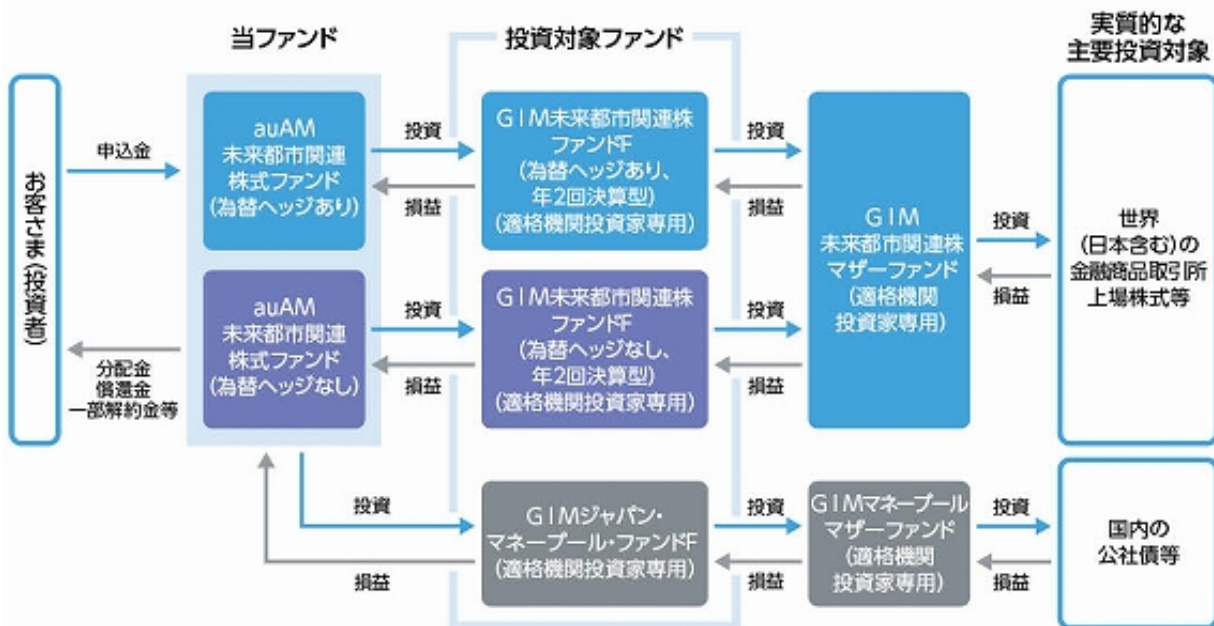 当ファンド
投資対象ファンド
実質的な
主要投資対象
お客さま(投資者)
申込金
分配金
償還金
一部解約金等
auAM
未来都市関連
株式ファンド
(為替ヘッジあり)
投資
損益
GIM未来都市関連株
ファンドF
(為替ヘッジあり、
年2回決算型)
(適格機関投資家専用)
投資
損益
auAM
未来都市関連
株式ファンド
(為替ヘッジなし)
投資
損益
GIM未来都市関連株
ファンドF
(為替ヘッジなし、
年2回決算型)
(適格機関投資家専用)
投資
損益
GIM
未来都市関連株
マザーファンド
(適格機関
投資家専用)
投資
損益
世界
(日本含む)の
金融商品取引所
上場株式等
投資
損益
GIMジャパン・
マネープール・ファンドF
(適格機関投資家専用)
投資
損益
GIMマネープール
マザーファンド
(適格機関
投資家専用)
投資
損益
国内の
公社債等